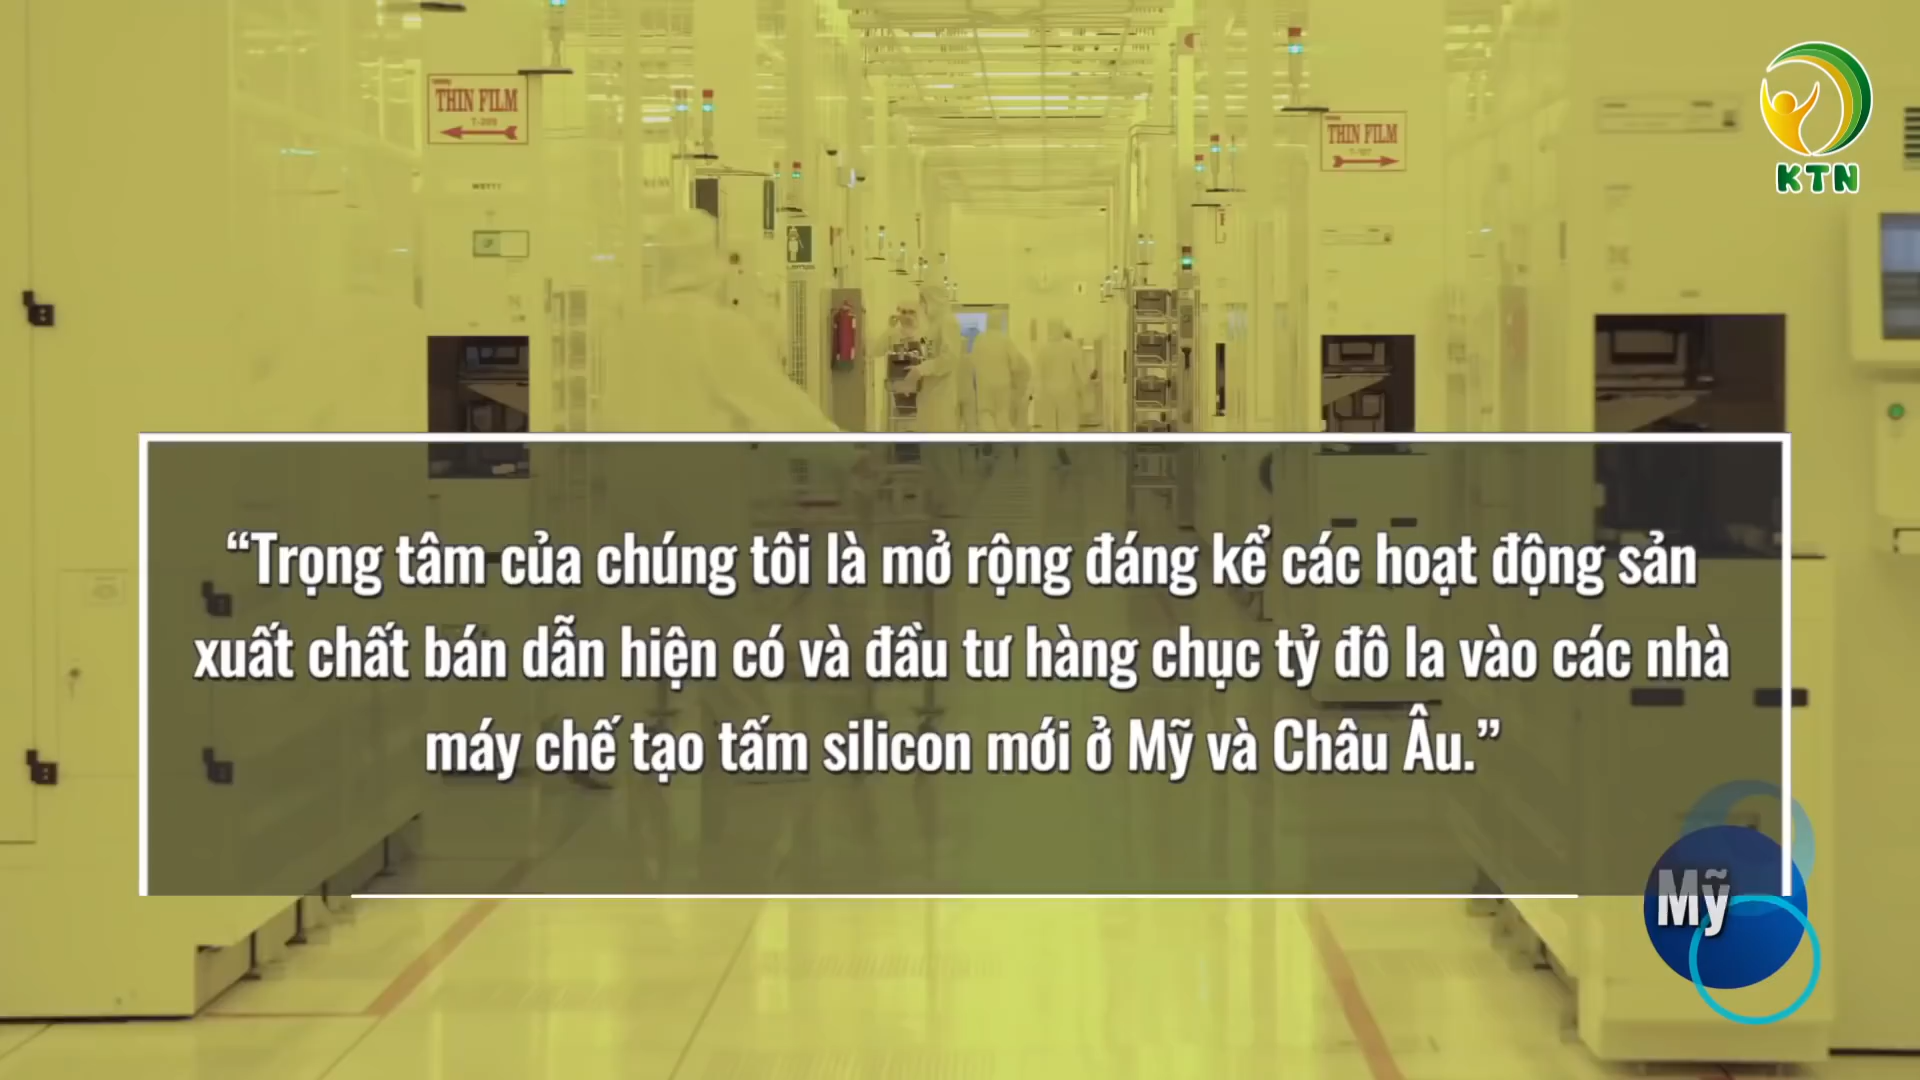 THIN FILM
T-205
THIN FILM
T-107
KTN
“Trọng tâm của chúng tôi là mở rộng đáng kể các hoạt động sản
xuất chất bán dẫn hiện có và đầu tư hàng chục tỷ đô la vào các nhà
máy chế tạo tấm silicon mới ở Mỹ và Châu Âu.”
Mỹ